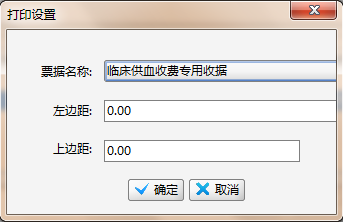 打印设置
票据名称: 临床供血收费专用收据
左边距: 0.00
上边距: 0.00
确定 取消